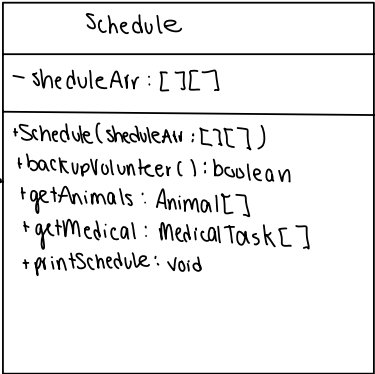 Schedule
- sheduleArr : [ ][ ]
+Schedule(sheduleArr : [ ][ ] )
+backupVolunteer( ) : boolean
+getAnimals : Animal[ ]
+getMedical : MedicalTask[ ]
+printSchedule : void